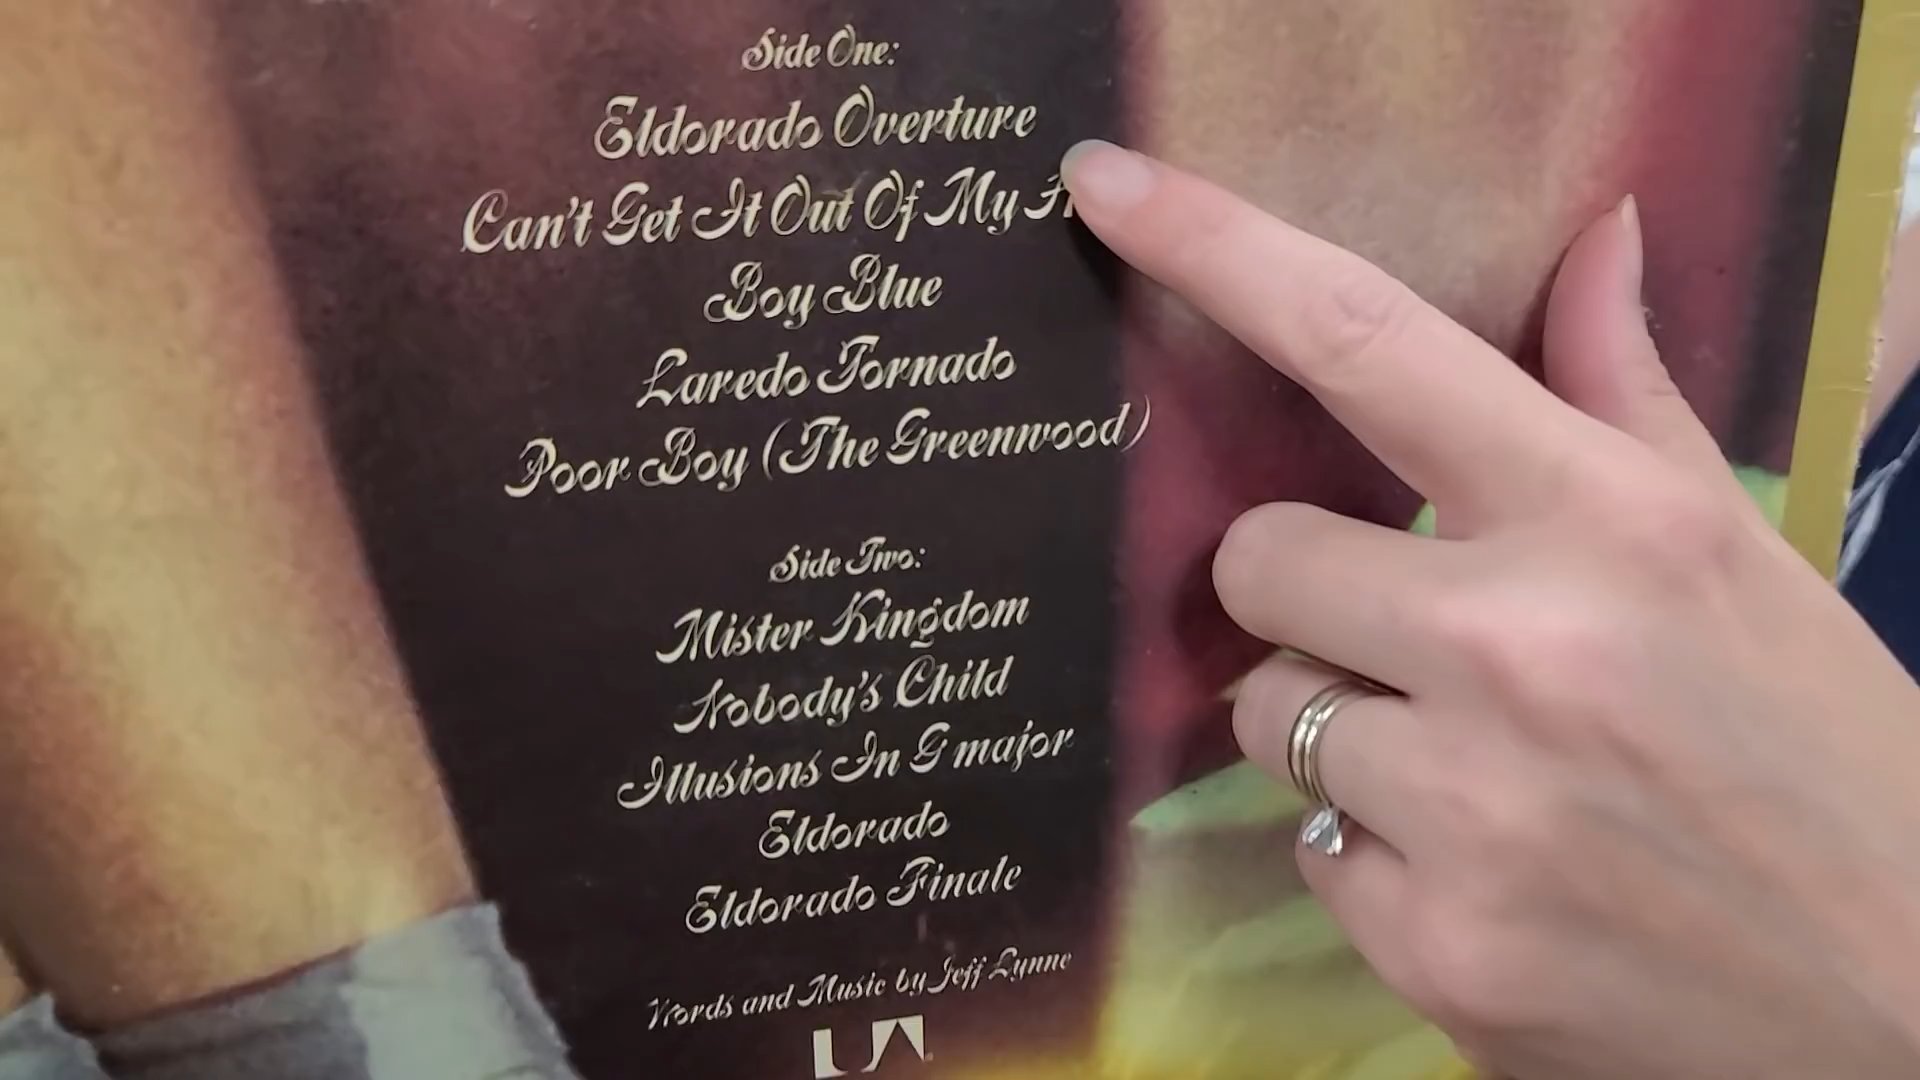 Side One:
Eldorado Overture
Can't Get It Out Of My
Boy Blue
Laredo Tornado
Poor Boy (The Greenwood)
Side Two:
Mister Kingdom
Nobody's Child
Illusions In G major
Eldorado
Eldorado Finale
Words and Music by Jeff Lynne
UA